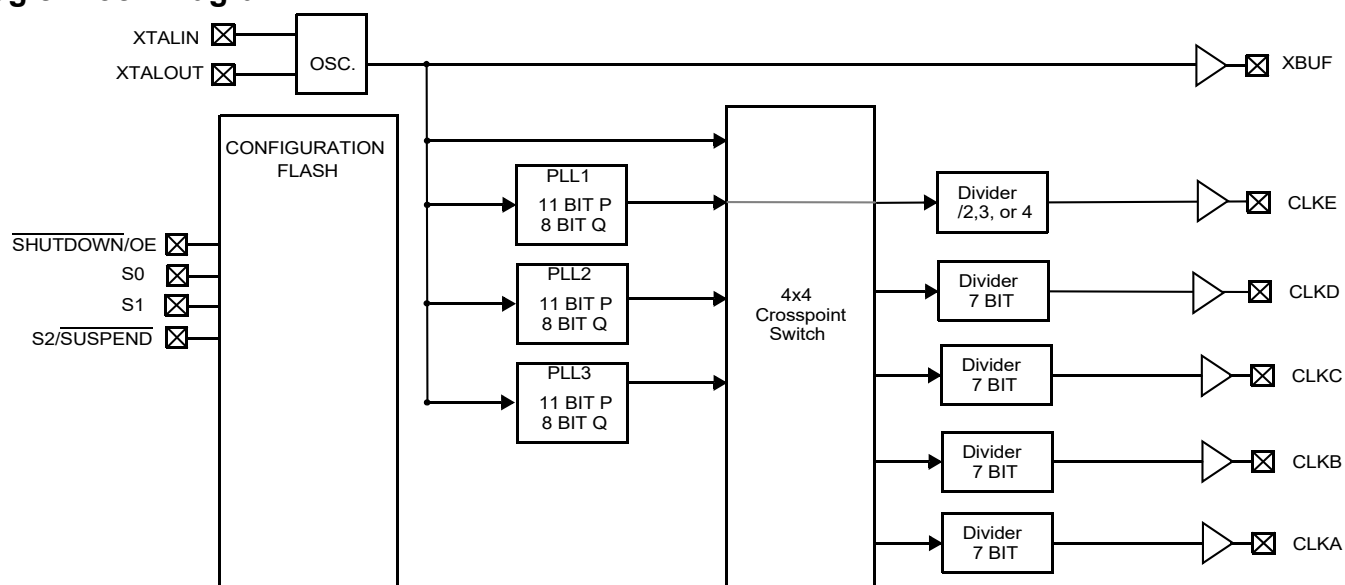 XTALIN
XTALOUT
OSC.
XBUF
CONFIGURATION
FLASH
SHUTDOWN/OE
S0
S1
S2/SUSPEND
PLL1
11 BIT P
8 BIT Q
PLL2
11 BIT P
8 BIT Q
PLL3
11 BIT P
8 BIT Q
4x4
Crosspoint
Switch
Divider
/2,3, or 4
CLKE
Divider
7 BIT
CLKD
Divider
7 BIT
CLKC
Divider
7 BIT
CLKB
Divider
7 BIT
CLKA